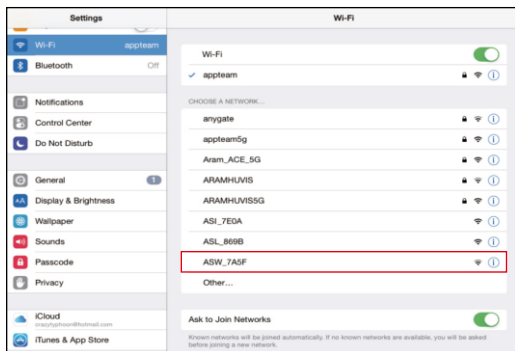 Settings
Wi-Fi
Wi-Fi appteam
Bluetooth Off
Notifications
Control Center
Do Not Disturb
General 1
Display & Brightness
Wallpaper
Sounds
Passcode
Privacy
iCloud
crazytyphoon@hotmail.com
iTunes & App Store
Wi-Fi
appteam
CHOOSE A NETWORK...
anygate
appteam5g
Aram_ACE_5G
ARAMHUVIS
ARAMHUVIS5G
ASI_7E0A
ASL_869B
ASW_7A5F
Other...
Ask to Join Networks
Known networks will be joined automatically. If no known networks are available, you will be asked
before joining a new network.